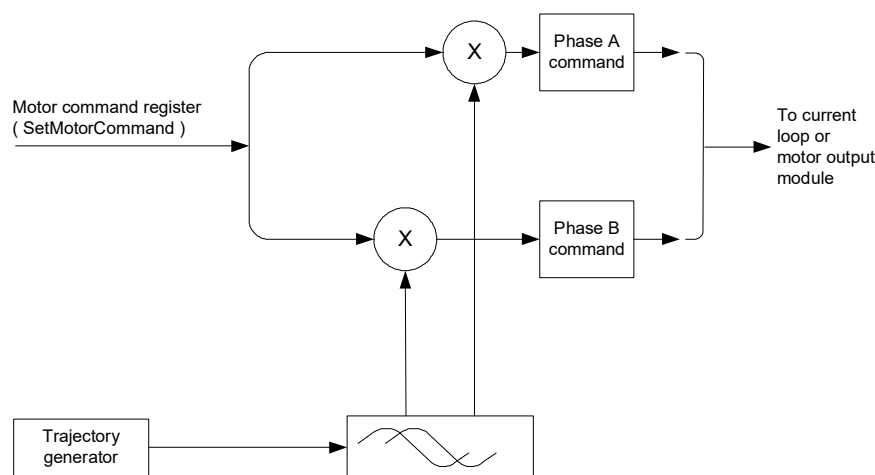 X
Phase A
command
Motor command register
( SetMotorCommand )
To current
loop or
motor output
module
X
Phase B
command
Trajectory
generator